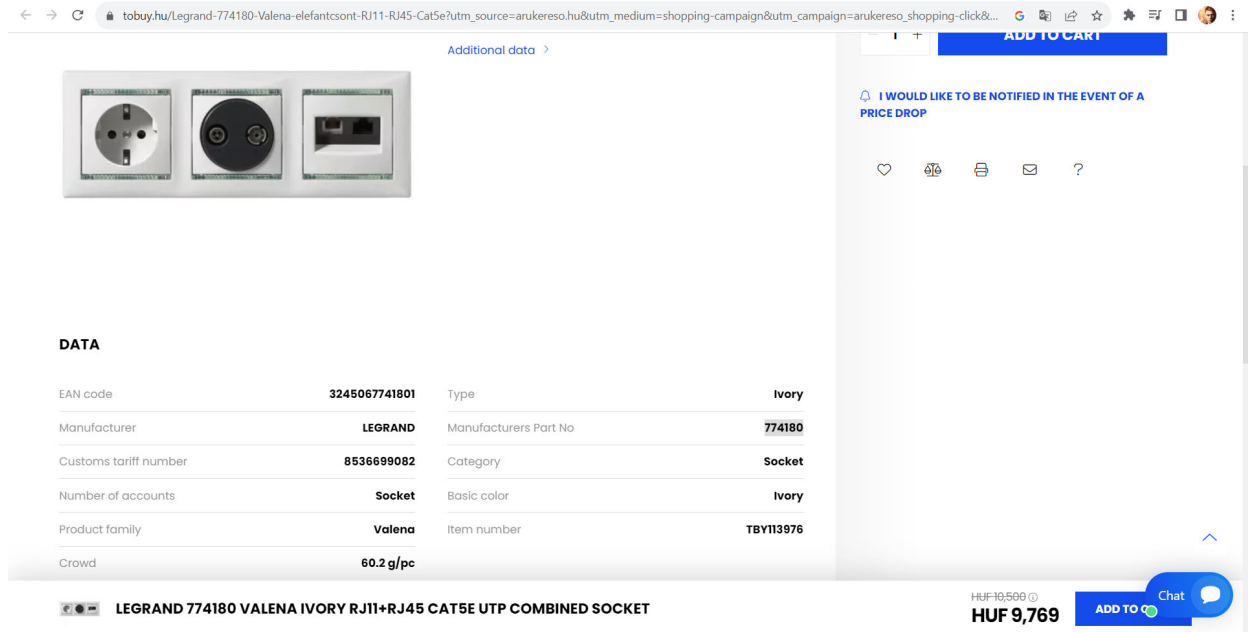 tobuy.hu/Legrand-774180-Valena-elefantcsont-RJ11-RJ45-Cat5e?utm_source=arukereso.hu&utm_medium=shopping-campaign&utm_campaign=arukereso_shopping-click&...
Additional data
1 +
ADD TO CART
I WOULD LIKE TO BE NOTIFIED IN THE EVENT OF A
PRICE DROP
DATA
EAN code 3245067741801 Type Ivory
Manufacturer LEGRAND Manufacturers Part No 774180
Customs tariff number 8536699082 Category Socket
Number of accounts Socket Basic color Ivory
Product family Valena Item number TBY113976
Crowd 60.2 g/pc
LEGRAND 774180 VALENA IVORY RJ11+RJ45 CAT5E UTP COMBINED SOCKET
HUF 10,500
HUF 9,769
ADD TO C
Chat